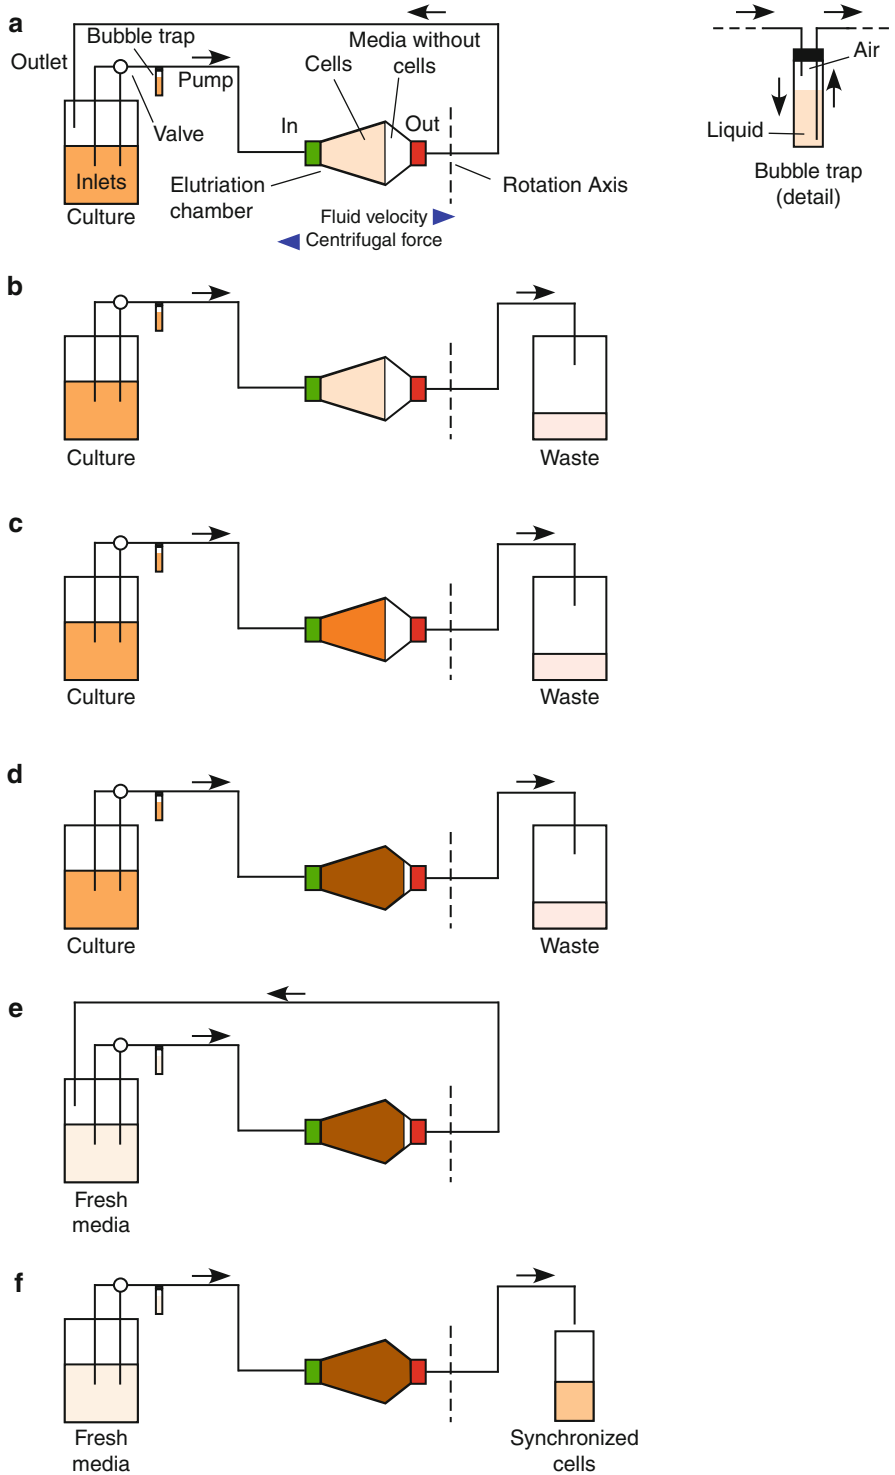 a
Outlet
Bubble trap
Pump
Valve
Inlets
Culture
Media without
cells
Cells
In
Out
Elutriation
chamber
Rotation Axis
Fluid velocity
Centrifugal force
Air
Liquid
Bubble trap
(detail)
b
Culture
Waste
c
Culture
Waste
d
Culture
Waste
e
Fresh
media
f
Fresh
media
Synchronized
cells